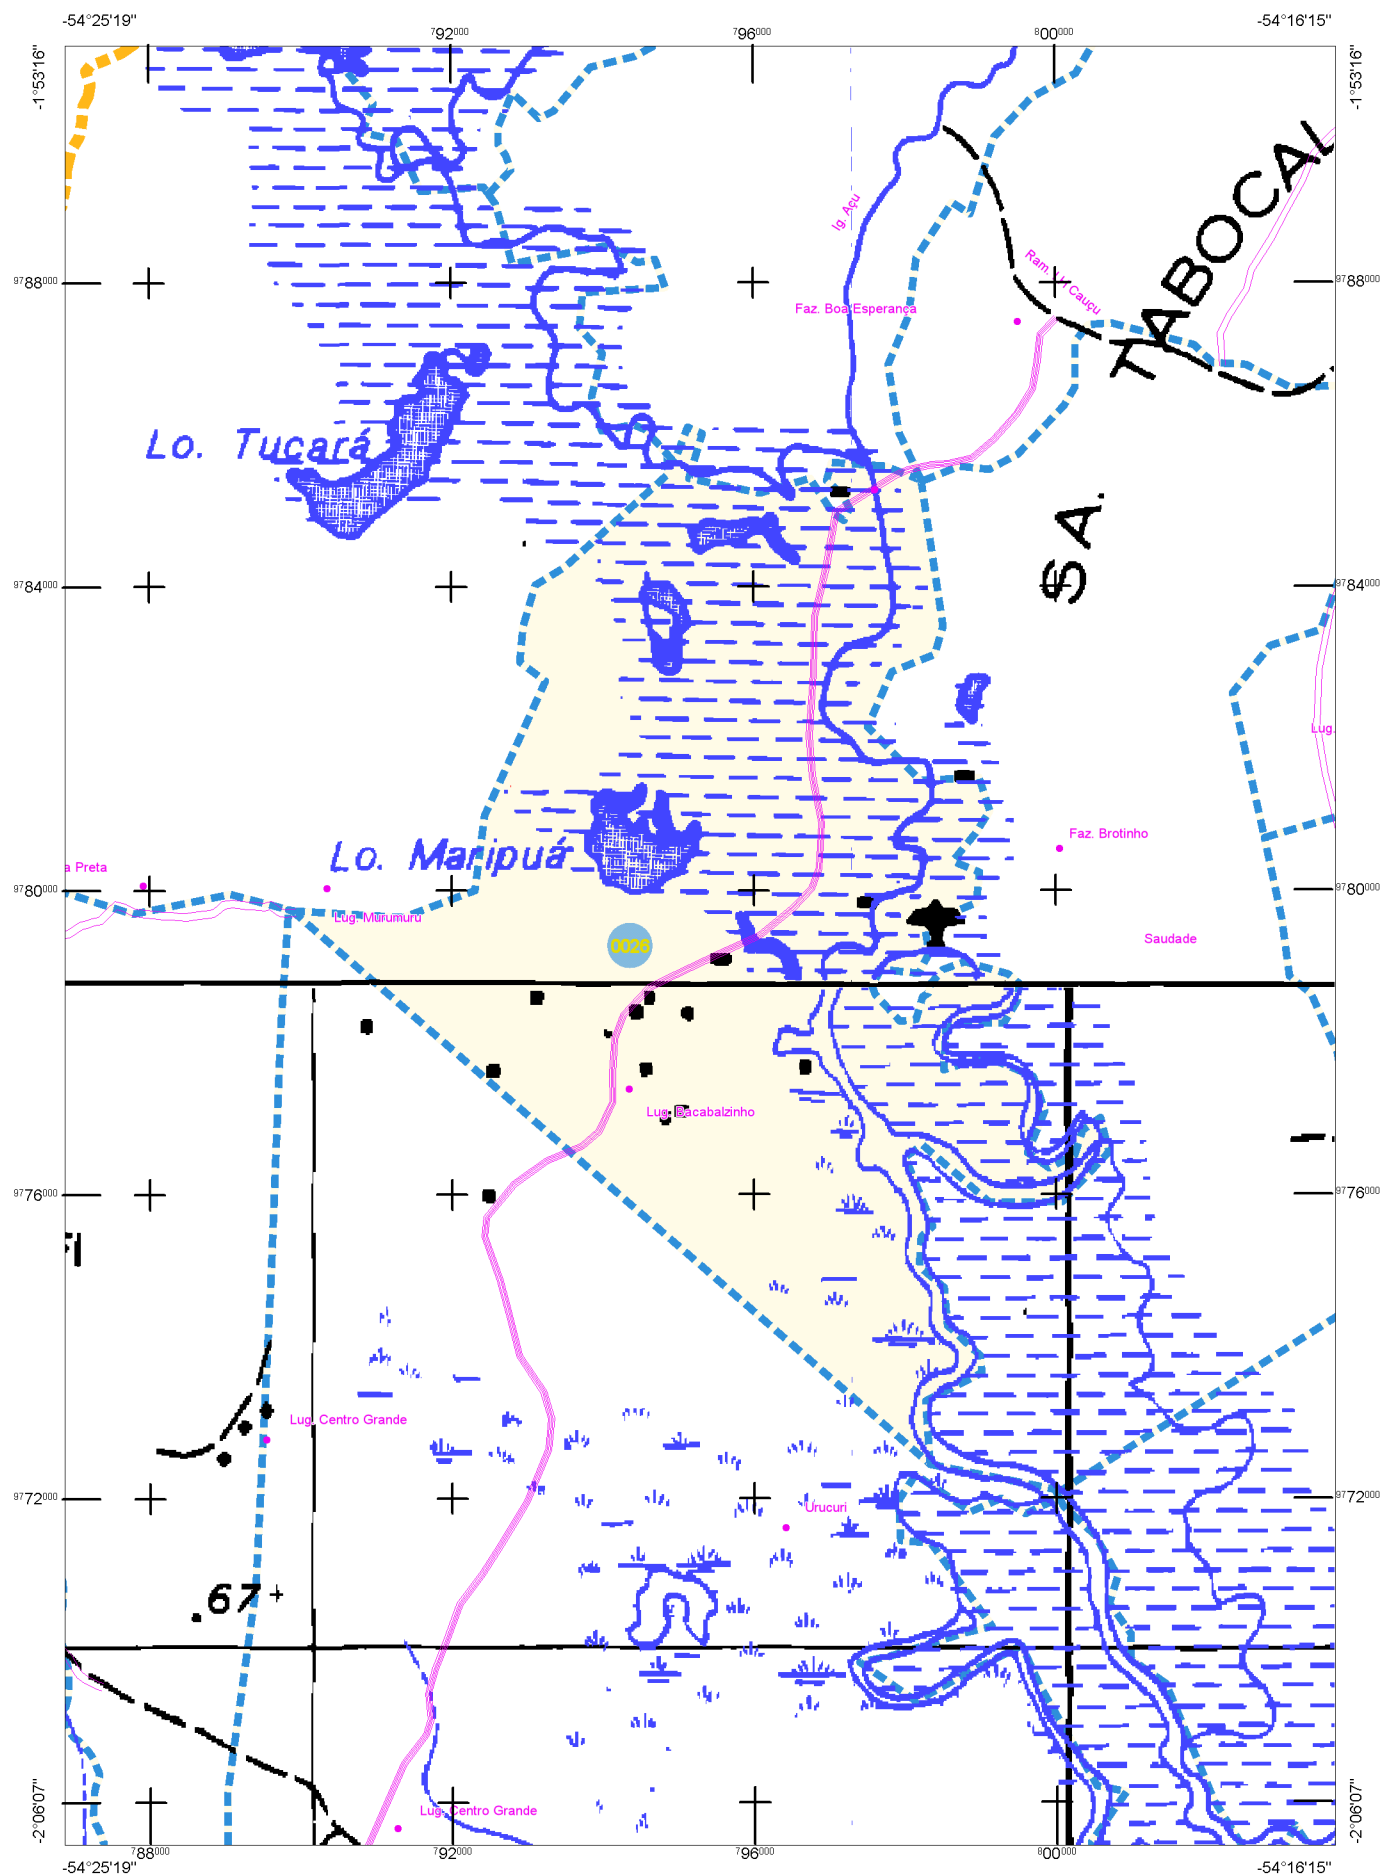 -54°25'19"
-54°16'15"
792000
796000
800000
-1°53'16"
-1°53'16"
TABOCAL
Ig. Açu
Ram. Lh Cauçu
9788000
9788000
Faz. Boa Esperança
Lo. Tucará
SA.
9784000
9784000
Lug.
Faz. Brotinho
Lo. Maripuá
a Preta
9780000
9780000
Lug. Murumuru
0026
Saudade
Lug. Bacabalzinho
9776000
9776000
Lug. Centro Grande
9772000
9772000
Urucuri
67
Lug. Centro Grande
-2°06'07"
-2°06'07"
788000
792000
796000
800000
-54°25'19"
-54°16'15"